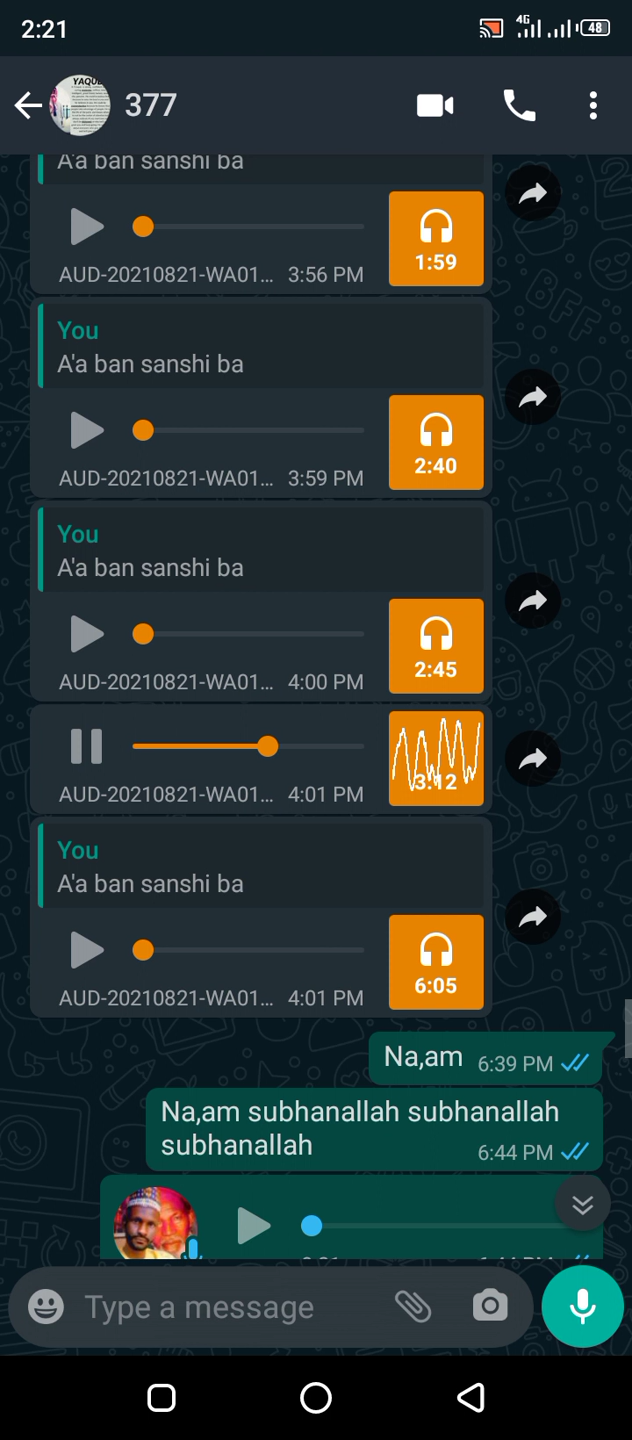 2:21
4G
48
YAQUB
377
A'a ban sanshi ba
1:59
AUD-20210821-WA01... 3:56 PM
You
A'a ban sanshi ba
2:40
AUD-20210821-WA01... 3:59 PM
You
A'a ban sanshi ba
2:45
AUD-20210821-WA01... 4:00 PM
3:12
AUD-20210821-WA01... 4:01 PM
You
A'a ban sanshi ba
6:05
AUD-20210821-WA01... 4:01 PM
Na,am 6:39 PM
Na,am subhanallah subhanallah
subhanallah 6:44 PM
Type a message